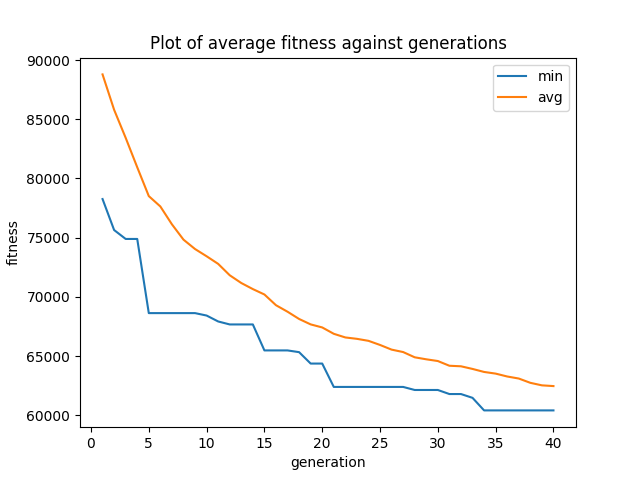 Plot of average fitness against generations
90000
85000
80000
75000
70000
65000
60000
fitness
min
avg
0 5 10 15 20 25 30 35 40
generation